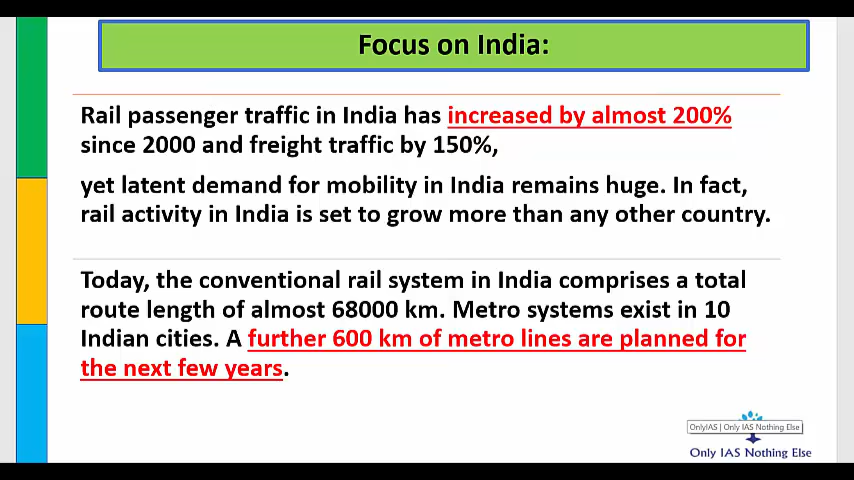 Focus on India:
Rail passenger traffic in India has increased by almost 200%
since 2000 and freight traffic by 150%,
yet latent demand for mobility in India remains huge. In fact,
rail activity in India is set to grow more than any other country.
Today, the conventional rail system in India comprises a total
route length of almost 68000 km. Metro systems exist in 10
Indian cities. A further 600 km of metro lines are planned for
the next few years.
OnlyIAS | Only IAS Nothing Else
Only IAS Nothing Else